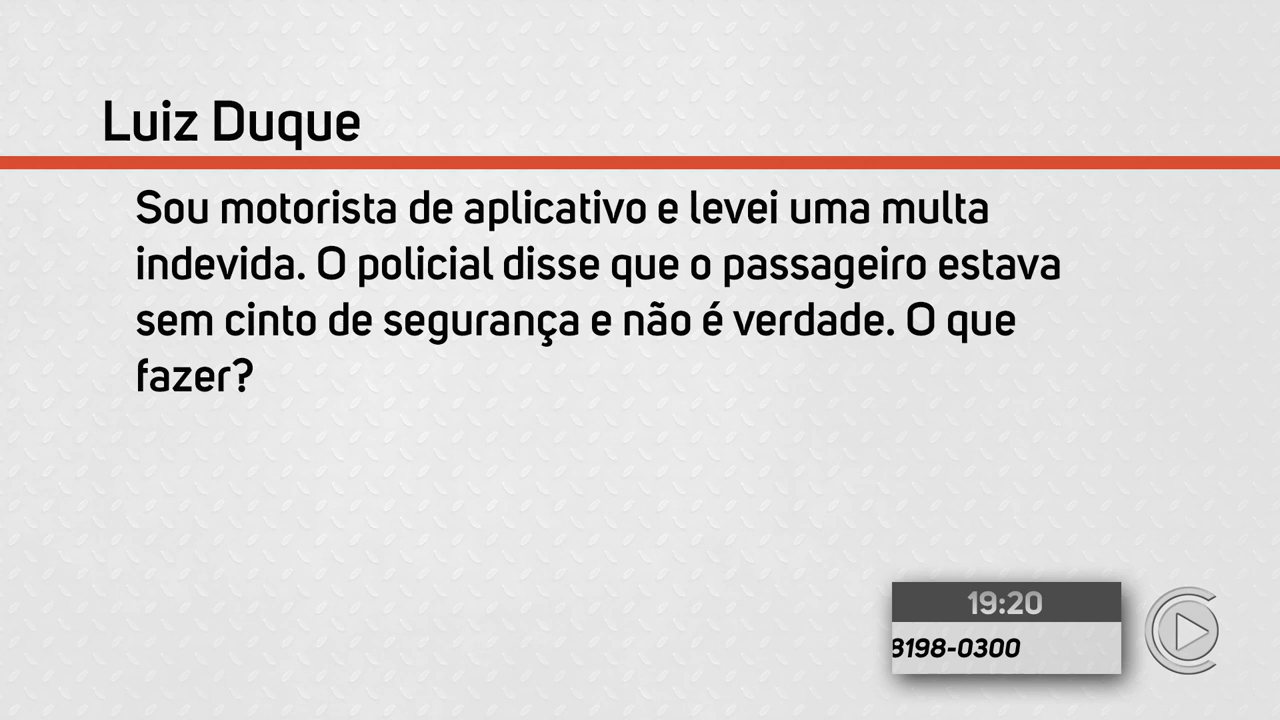 Luiz Duque
Sou motorista de aplicativo e levei uma multa
indevida. O policial disse que o passageiro estava
sem cinto de segurança e não é verdade. O que
fazer?
19:20
8198-0300